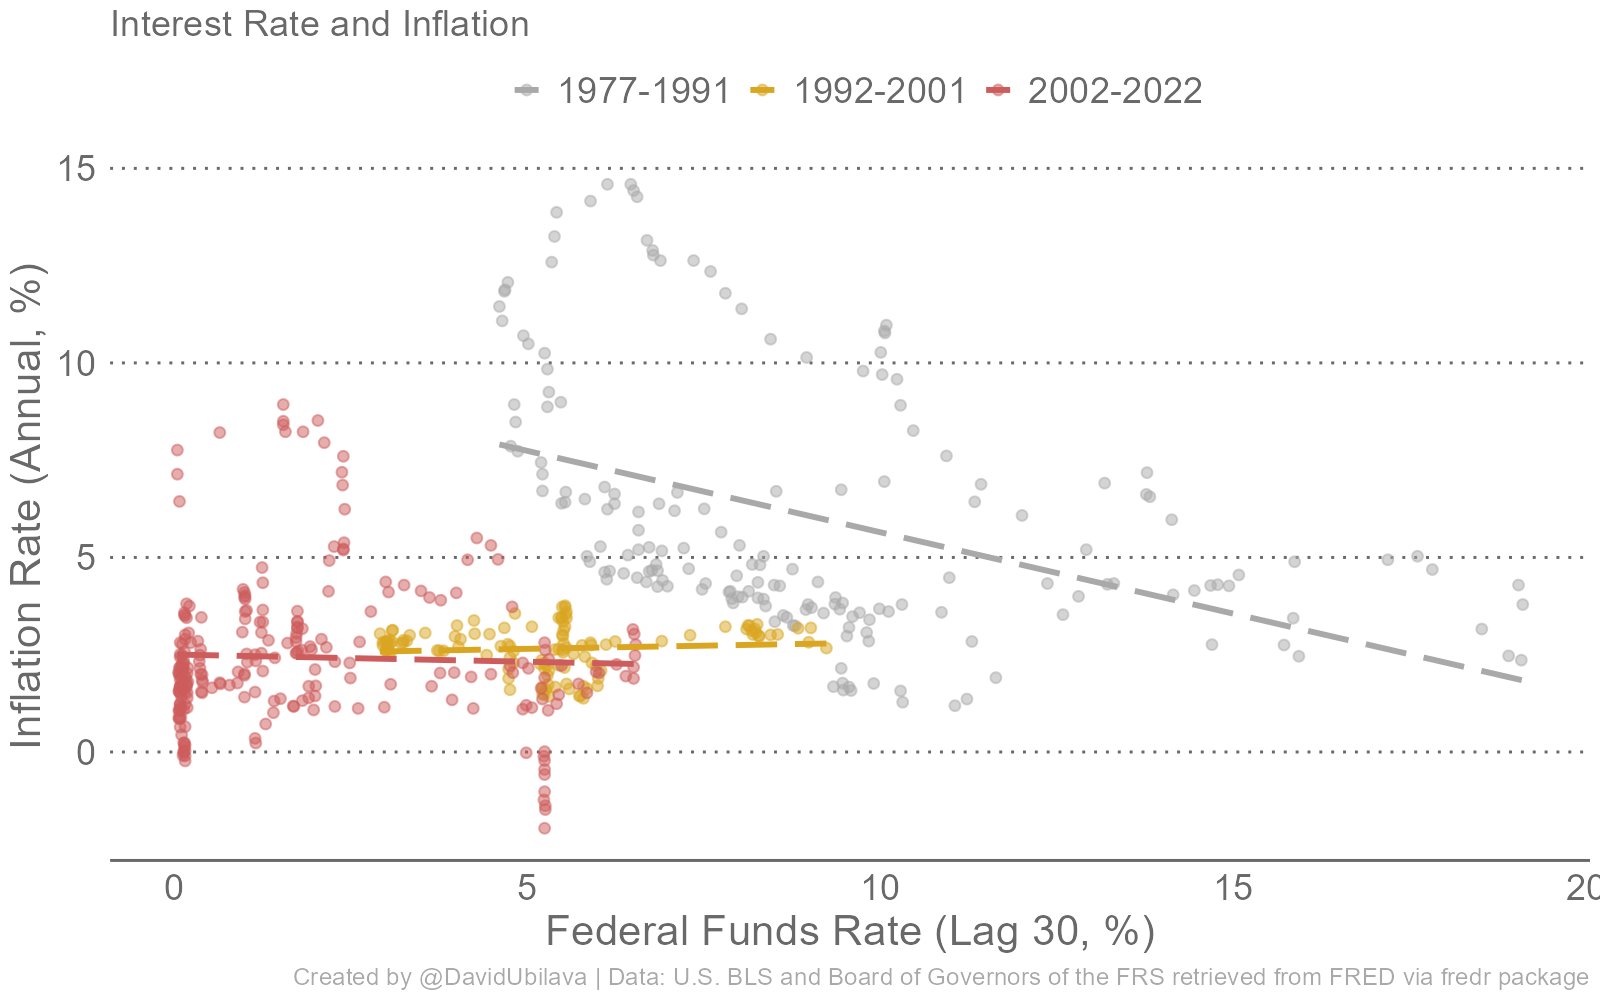 Interest Rate and Inflation
1977-1991 1992-2001 2002-2022
15
10
5
0
Inflation Rate (Annual, %)
0 5 10 15 20
Federal Funds Rate (Lag 30, %)
Created by @DavidUbilava | Data: U.S. BLS and Board of Governors of the FRS retrieved from FRED via fredr package